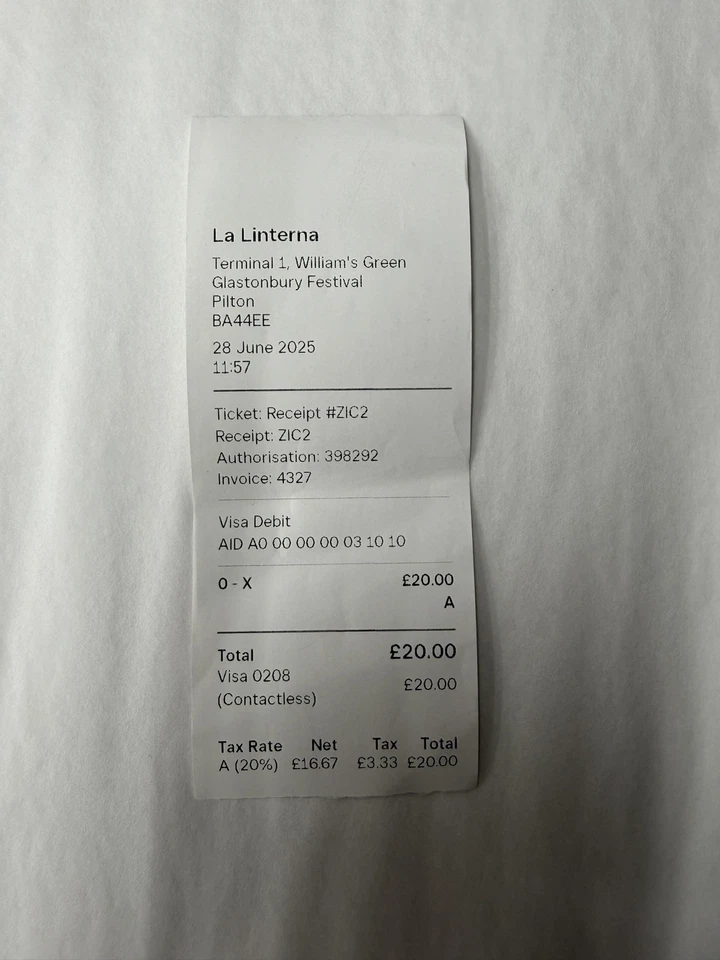 La Linterna
Terminal 1, William's Green
Glastonbury Festival
Pilton
BA44EE
28 June 2025
11:57
Ticket: Receipt #ZIC2
Receipt: ZIC2
Authorisation: 398292
Invoice: 4327
Visa Debit
AID A0 00 00 00 03 10 10
O - X £20.00
A
Total £20.00
Visa 0208 £20.00
(Contactless)
Tax Rate Net Tax Total
A (20%) £16.67 £3.33 £20.00